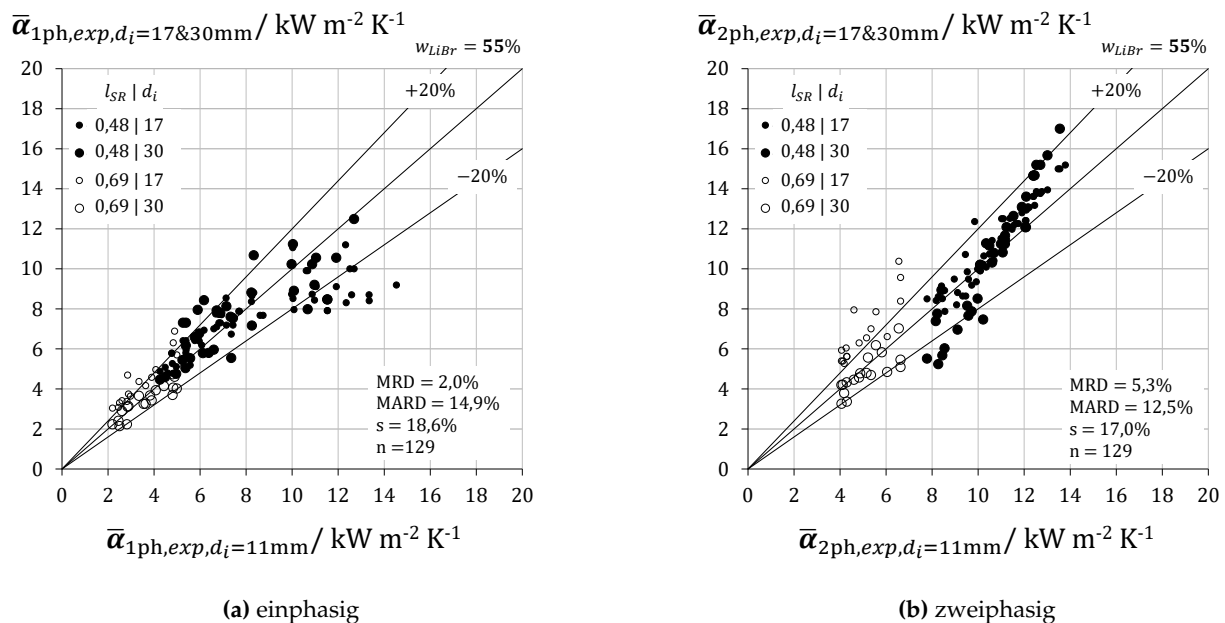 ᾱ1ph,exp,di=17&30mm / kW m-2 K-1
wLiBr = 55%
20
18
16
14
12
10
8
6
4
2
0
+20%
−20%
lSR | di
0,48 | 17
0,48 | 30
0,69 | 17
0,69 | 30
MRD = 2,0%
MARD = 14,9%
s = 18,6%
n =129
0 2 4 6 8 10 12 14 16 18 20
ᾱ1ph,exp,di=11mm / kW m-2 K-1
(a) einphasig
ᾱ2ph,exp,di=17&30mm / kW m-2 K-1
wLiBr = 55%
20
18
16
14
12
10
8
6
4
2
0
+20%
−20%
lSR | di
0,48 | 17
0,48 | 30
0,69 | 17
0,69 | 30
MRD = 5,3%
MARD = 12,5%
s = 17,0%
n = 129
0 2 4 6 8 10 12 14 16 18 20
ᾱ2ph,exp,di=11mm / kW m-2 K-1
(b) zweiphasig